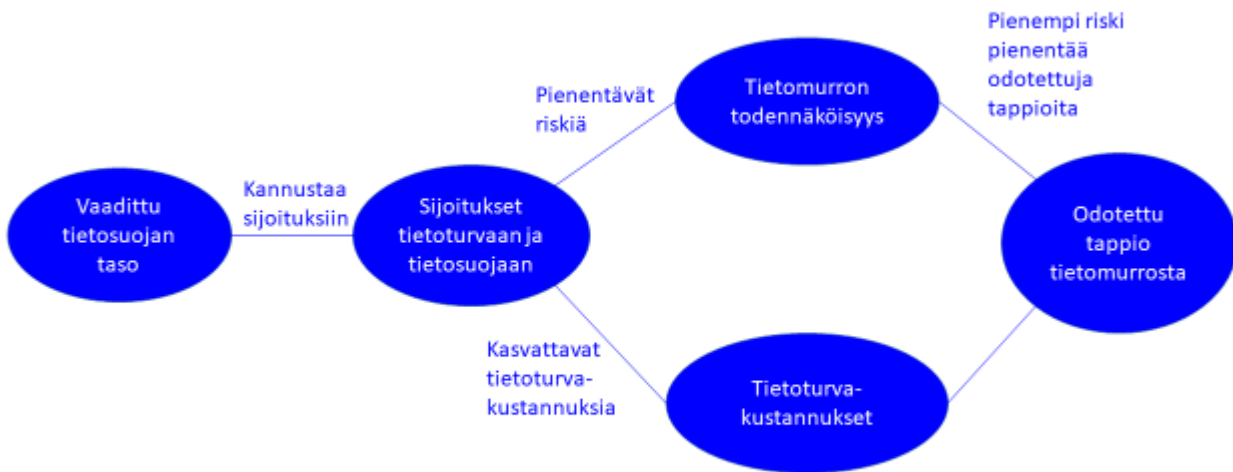 Vaadittu
tietosuojan
taso
Kannustaa
sijoituksiin
Sijoitukset
tietoturvaan ja
tietosuojaan
Pienentävät
riskiä
Tietomurron
todennäköisyys
Pienempi riski
pienentää
odotettuja
tappioita
Kasvattavat
tietoturva-
kustannuksia
Tietoturva-
kustannukset
Odotettu
tappio
tietomurrosta